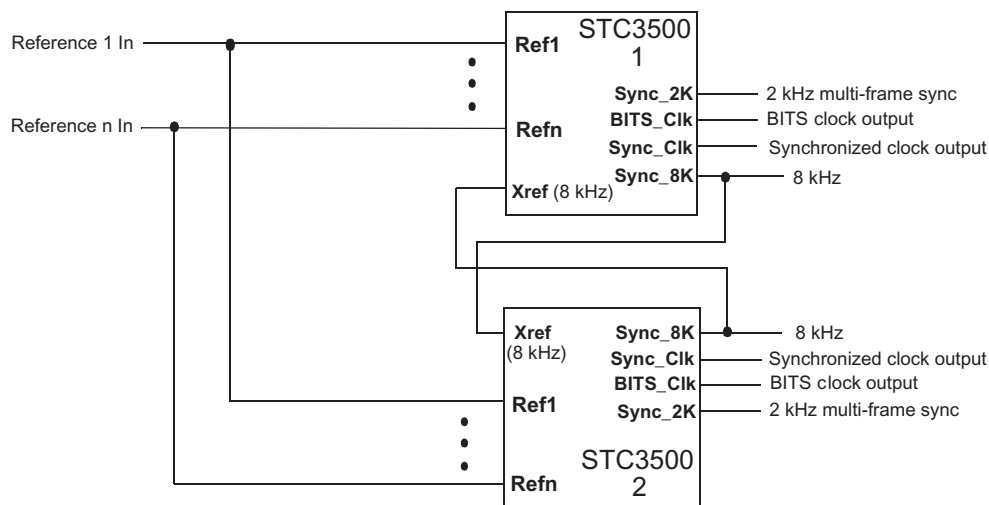 Reference 1 In
Ref1
STC3500
1
Sync_2K
2 kHz multi-frame sync
Reference n In
Refn
BITS_Clk
BITS clock output
Sync_Clk
Synchronized clock output
Sync_8K
8 kHz
Xref (8 kHz)
Xref
(8 kHz)
Sync_8K
8 kHz
Sync_Clk
Synchronized clock output
BITS_Clk
BITS clock output
Ref1
Sync_2K
2 kHz multi-frame sync
STC3500
2
Refn